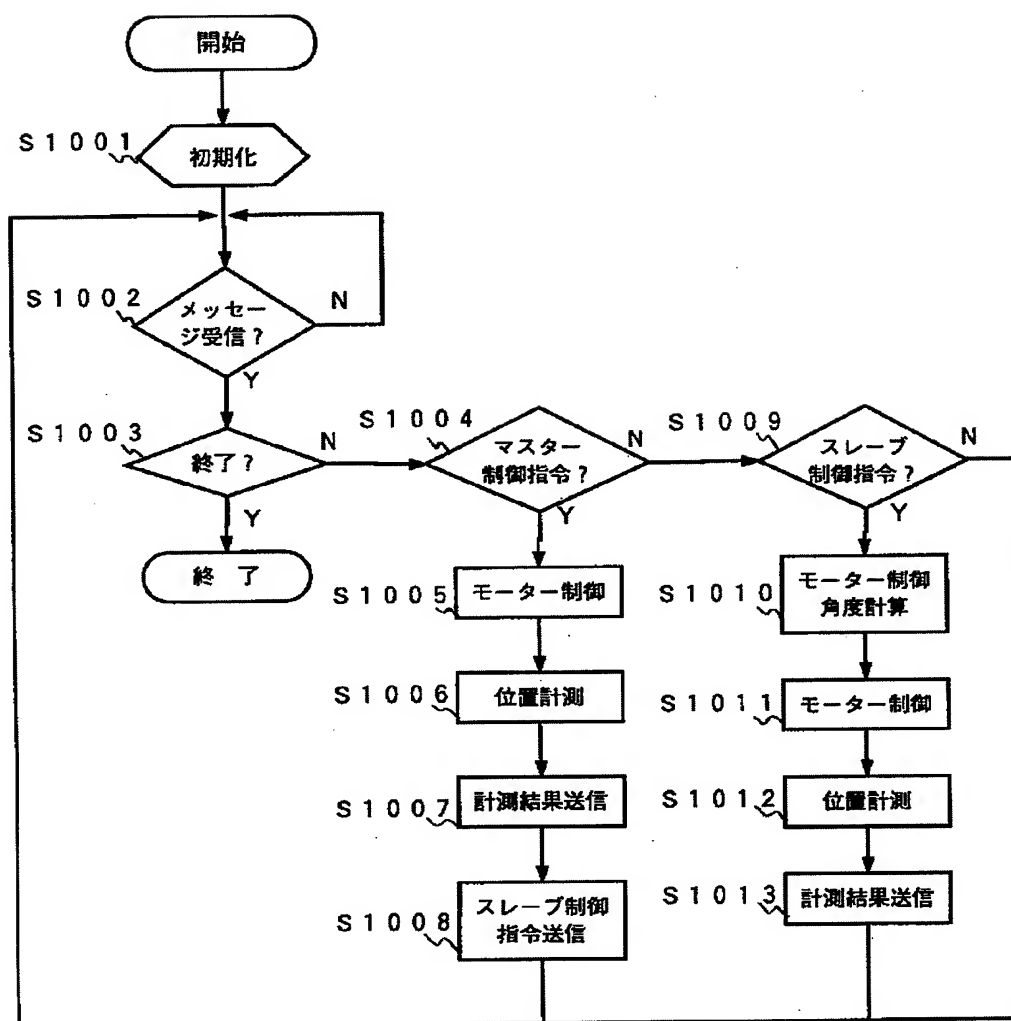 開始
S1001
初期化
S1002
メッセー
ジ受信?
N
Y
S1003
終了?
N
Y
終 了
S1004
マスター
制御指令?
N
Y
S1005
モーター制御
S1006
位置計測
S1007
計測結果送信
S1008
スレーブ制御
指令送信
S1009
スレーブ
制御指令?
N
Y
S1010
モーター制御
角度計算
S1011
モーター制御
S1012
位置計測
S1013
計測結果送信